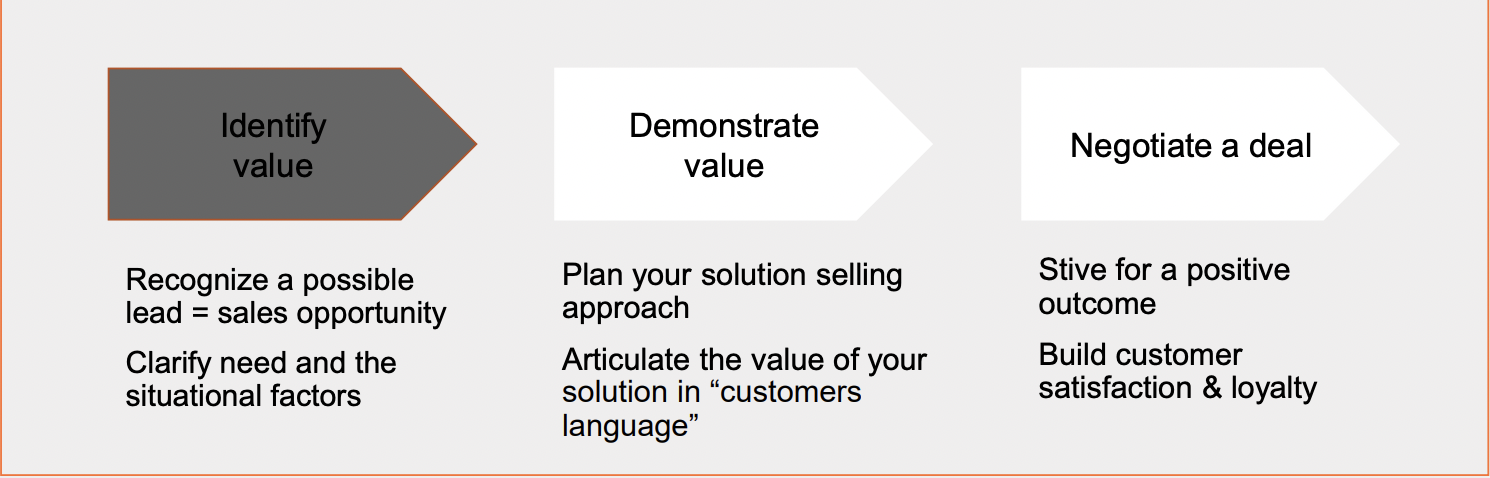 Identify
value
Recognize a possible
lead = sales opportunity
Clarify need and the
situational factors
Demonstrate
value
Plan your solution selling
approach
Articulate the value of your
solution in “customers
language”
Negotiate a deal
Stive for a positive
outcome
Build customer
satisfaction & loyalty